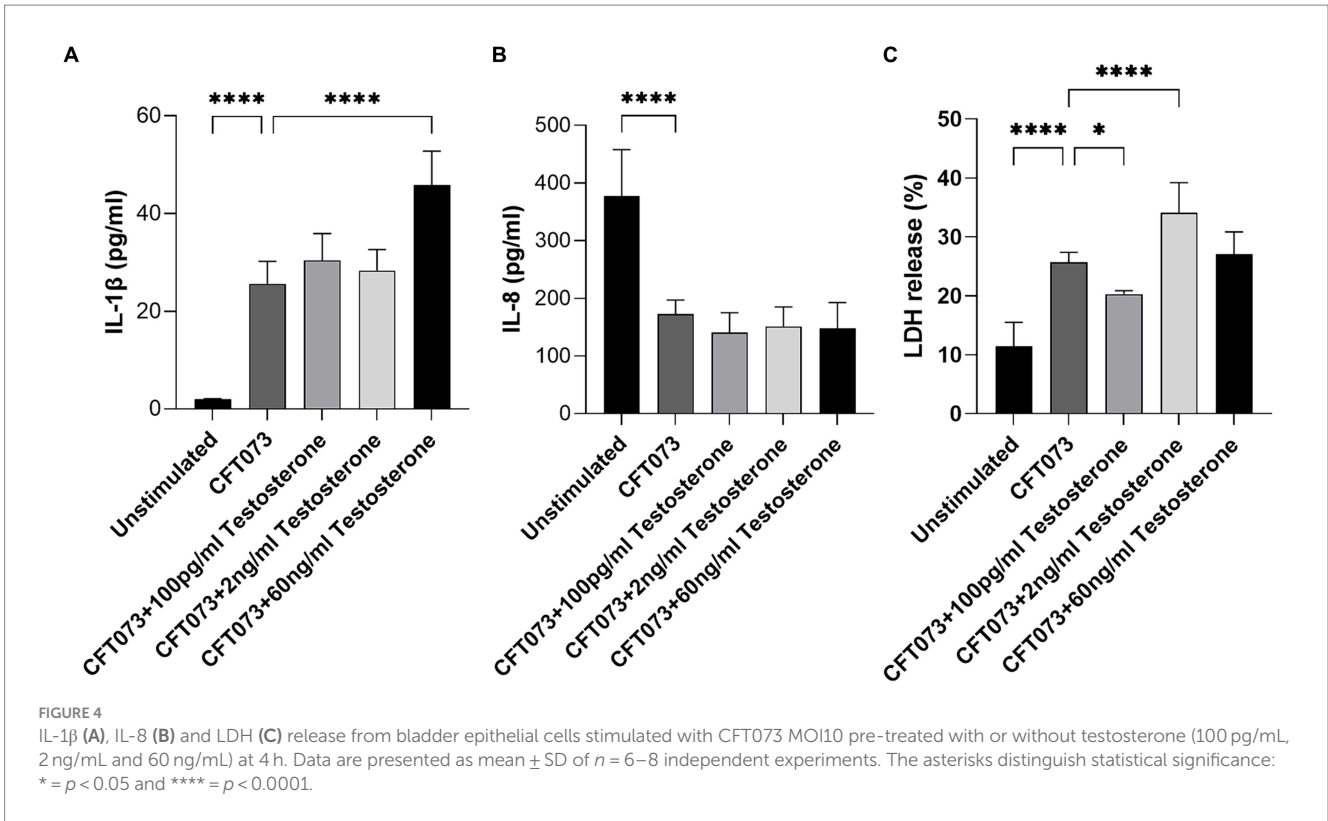 A
B
C
****
****
60
40
20
0
IL-1β (pg/ml)
Unstimulated
CFT073
CFT073+100pg/ml Testosterone
CFT073+2ng/ml Testosterone
CFT073+60ng/ml Testosterone
****
500
400
300
200
100
0
IL-8 (pg/ml)
Unstimulated
CFT073
CFT073+100pg/ml Testosterone
CFT073+2ng/ml Testosterone
CFT073+60ng/ml Testosterone
****
****
*
50
40
30
20
10
0
LDH release (%)
Unstimulated
CFT073
CFT073+100pg/ml Testosterone
CFT073+2ng/ml Testosterone
CFT073+60ng/ml Testosterone
FIGURE 4
IL-1β (A), IL-8 (B) and LDH (C) release from bladder epithelial cells stimulated with CFT073 MOI10 pre-treated with or without testosterone (100 pg/mL,
2 ng/mL and 60 ng/mL) at 4 h. Data are presented as mean ± SD of n = 6–8 independent experiments. The asterisks distinguish statistical significance:
* = p < 0.05 and **** = p < 0.0001.